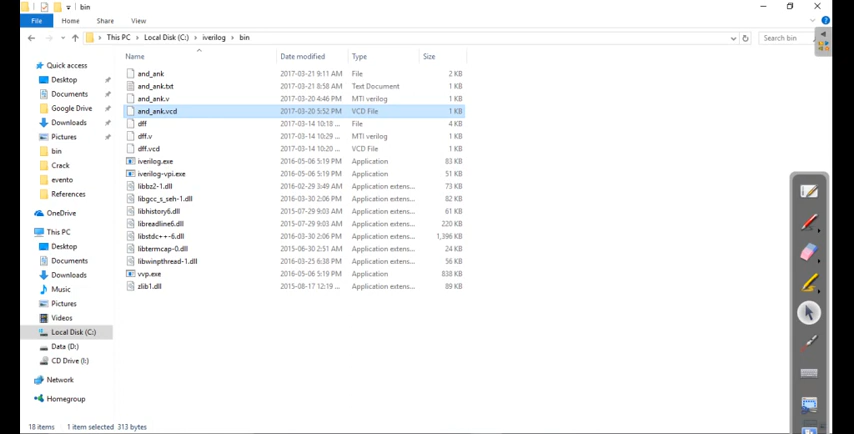 bin
File Home Share View
This PC > Local Disk (C:) > iverilog > bin
Search bin
Name Date modified Type Size
Quick access
Desktop
Documents
Google Drive
Downloads
Pictures
bin
Crack
evento
References
OneDrive
This PC
Desktop
Documents
Downloads
Music
Pictures
Videos
Local Disk (C:)
Data (D:)
CD Drive (I:)
Network
Homegroup
and_ank 2017-03-21 9:11 AM File 2 KB
and_ank.txt 2017-03-21 8:58 AM Text Document 1 KB
and_ank.v 2017-03-20 4:46 PM MTI verilog 1 KB
and_ank.vcd 2017-03-20 5:52 PM VCD File 1 KB
dff 2017-03-14 10:18 ... File 4 KB
dff.v 2017-03-14 10:29 ... MTI verilog 1 KB
dff.vcd 2017-03-14 10:20 ... VCD File 1 KB
iverilog.exe 2016-05-06 5:19 PM Application 83 KB
iverilog-vpi.exe 2016-05-06 5:19 PM Application 51 KB
libbz2-1.dll 2016-02-29 3:49 AM Application extens... 73 KB
libgcc_s_seh-1.dll 2016-03-30 2:06 PM Application extens... 82 KB
libhistory6.dll 2015-07-29 9:03 AM Application extens... 61 KB
libreadline6.dll 2015-07-29 9:03 AM Application extens... 220 KB
libstdc++-6.dll 2016-03-30 2:06 PM Application extens... 1,396 KB
libtermcap-0.dll 2015-06-30 2:51 AM Application extens... 24 KB
libwinpthread-1.dll 2016-03-25 6:38 PM Application extens... 56 KB
vvp.exe 2016-05-06 5:19 PM Application 838 KB
zlib1.dll 2015-08-17 12:19 ... Application extens... 89 KB
18 items 1 item selected 313 bytes